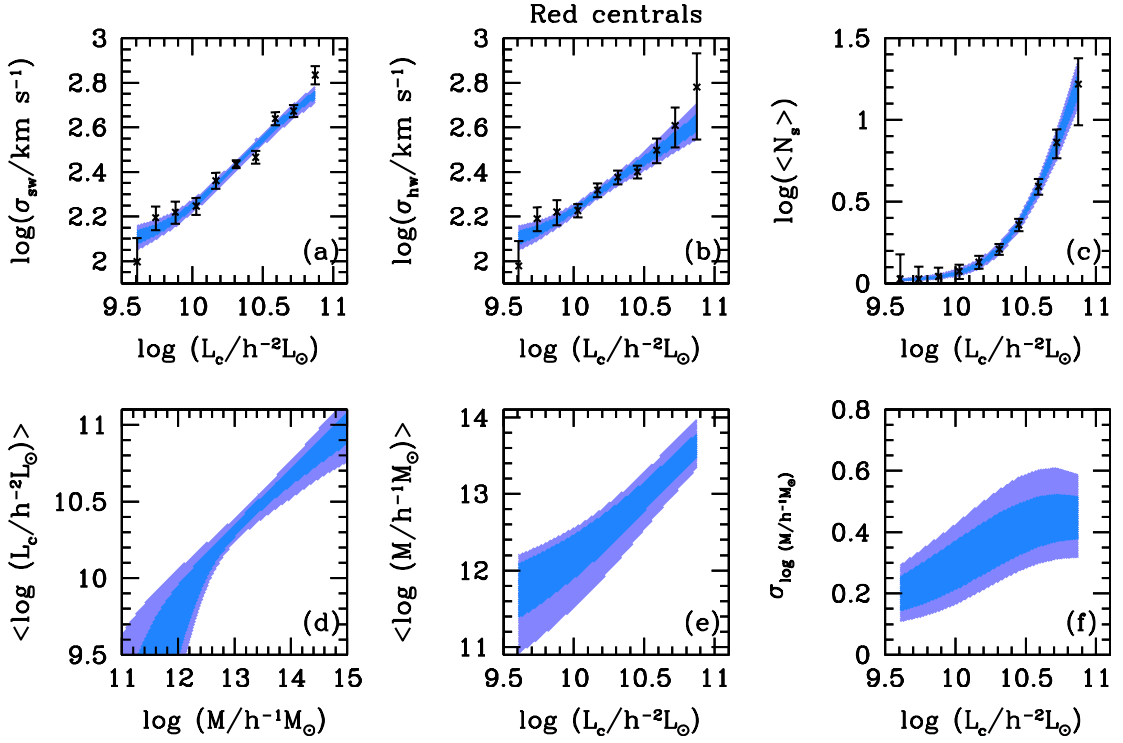 Red centrals
log(σsw/km s⁻¹)
3
2.8
2.6
2.4
2.2
2
(a)
9.5 10 10.5 11
log (Lc/h⁻²L⊙)
log(σhw/km s⁻¹)
3
2.8
2.6
2.4
2.2
2
(b)
9.5 10 10.5 11
log (Lc/h⁻²L⊙)
log(<Ns>)
1.5
1
0.5
0
(c)
9.5 10 10.5 11
log (Lc/h⁻²L⊙)
<log (Lc/h⁻²L⊙)>
11
10.5
10
9.5
(d)
11 12 13 14 15
log (M/h⁻¹M⊙)
<log (M/h⁻¹M⊙)>
14
13
12
11
(e)
9.5 10 10.5 11
log (Lc/h⁻²L⊙)
σlog (M/h⁻¹M⊙)
0.8
0.6
0.4
0.2
0
(f)
9.5 10 10.5 11
log (Lc/h⁻²L⊙)